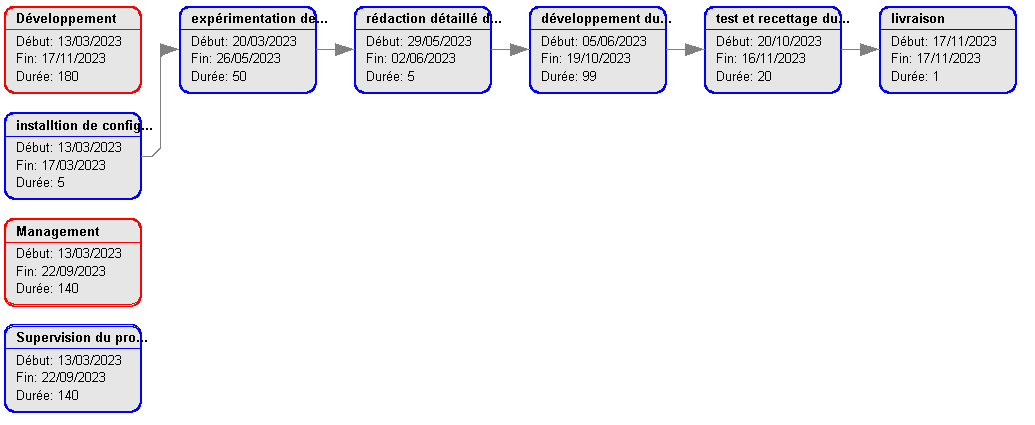 Développement
Début: 13/03/2023
Fin: 17/11/2023
Durée: 180
expérimentation de...
Début: 20/03/2023
Fin: 26/05/2023
Durée: 50
rédaction détaillé d...
Début: 29/05/2023
Fin: 02/06/2023
Durée: 5
développement du...
Début: 05/06/2023
Fin: 19/10/2023
Durée: 99
test et recettage du...
Début: 20/10/2023
Fin: 16/11/2023
Durée: 20
livraison
Début: 17/11/2023
Fin: 17/11/2023
Durée: 1
installtion de config...
Début: 13/03/2023
Fin: 17/03/2023
Durée: 5
Management
Début: 13/03/2023
Fin: 22/09/2023
Durée: 140
Supervision du pro...
Début: 13/03/2023
Fin: 22/09/2023
Durée: 140